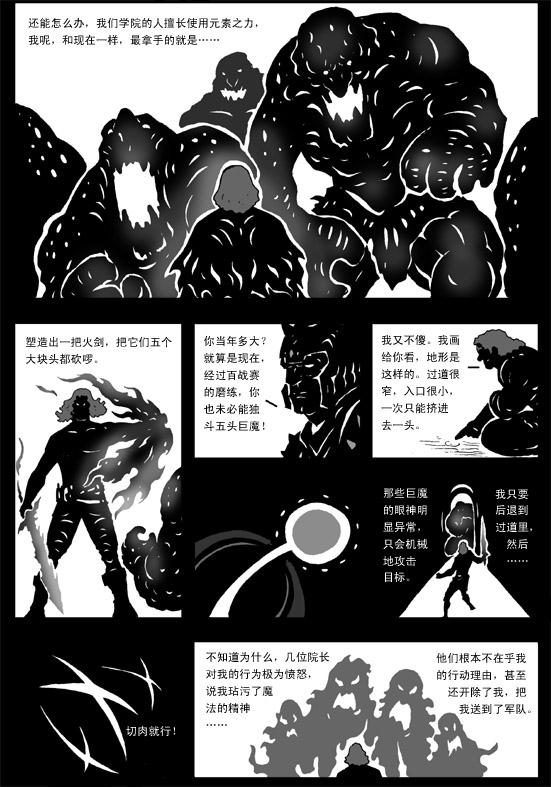 还能怎么办，我们学院的人擅长使用元素之力，
我呢，和现在一样，最拿手的就是……
塑造出一把火剑，把它们五个
大块头都砍啰。
你当年多大？
就算是现在，
经过百战赛
的磨练，你
也未必能独
斗五头巨魔！
我又不傻。我画
给你看，地形是
这样的。过道很
窄，入口很小，
一次只能挤进
去一头。
那些巨魔
的眼神明
显异常，
只会机械
地攻击
目标。
我只要
后退到
过道里，
然后
……
切肉就行！
不知道为什么，几位院长
对我的行为极为愤怒，
说我玷污了魔
法的精神
……
他们根本不在乎我
的行动理由，甚至
还开除了我，把
我送到了军队。